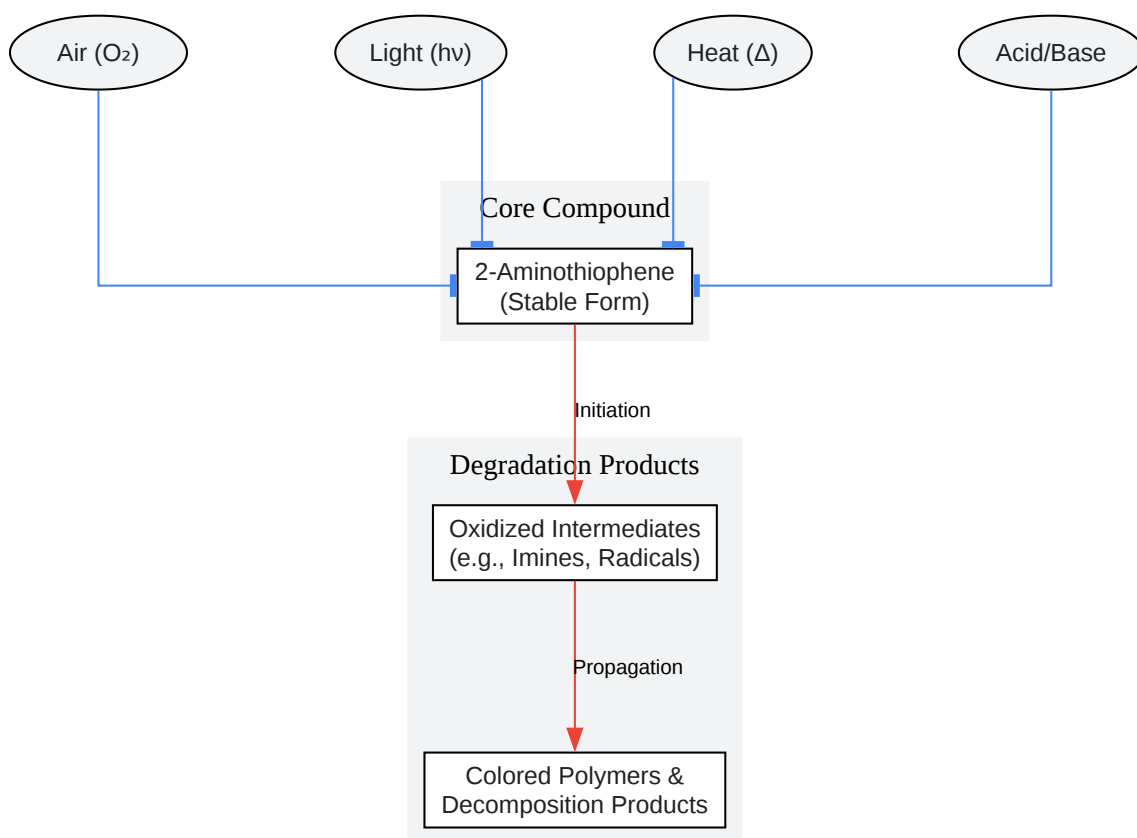 Air (O₂)
Light (hν)
Heat (Δ)
Acid/Base
Core Compound
2-Aminothiophene
(Stable Form)
Initiation
Degradation Products
Oxidized Intermediates
(e.g., Imines, Radicals)
Propagation
Colored Polymers &
Decomposition Products